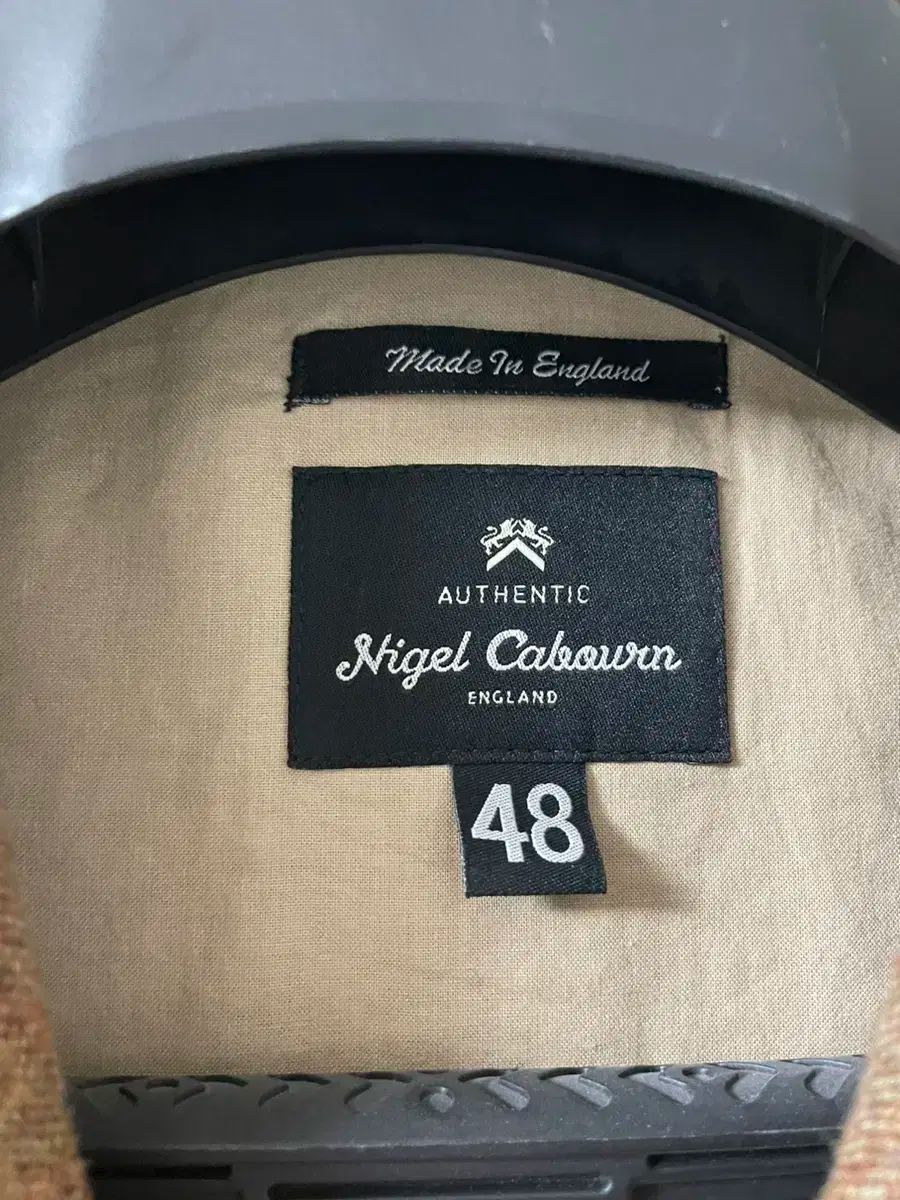 Made In England
AUTHENTIC
Nigel Cabourn
ENGLAND
48